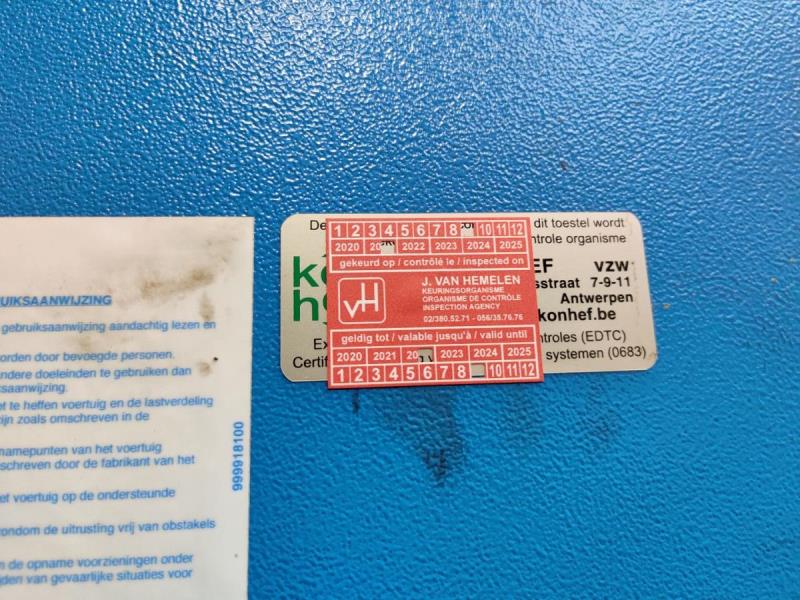 UIKSAANWIJZING
gebruiksaanwijzing aandachtig lezen en
orden door bevoegde personen.
ndere doeleinden te gebruiken dan
ksaanwijzing.
et te heffen voertuig en de lastverdeling
ijn zoals omschreven in de
namepunten van het voertuig
schreven door de fabrikant van het
et voertuig op de ondersteunde
rondom de uitrusting vrij van obstakels
n de opname voorzieningen onder
jden van gevaarlijke situaties voor
999918100
De
dit toestel wordt
ntrole organisme
EF VZW
sstraat 7-9-11
Antwerpen
konhef.be
Ex
ntroles (EDTC)
Certif
systemen (0683)
1 2 3 4 5 6 7 8 10 11 12
2020 20 2022 2023 2024 2025
gekeurd op / contrôlé le / inspected on
vH
J. VAN HEMELEN
KEURINGSORGANISME
ORGANISME DE CONTRÔLE
INSPECTION AGENCY
02/380.52.71 - 056/35.76.76
geldig tot / valable jusqu'à / valid until
2020 2021 20 2023 2024 2025
1 2 3 4 5 6 7 8 10 11 12